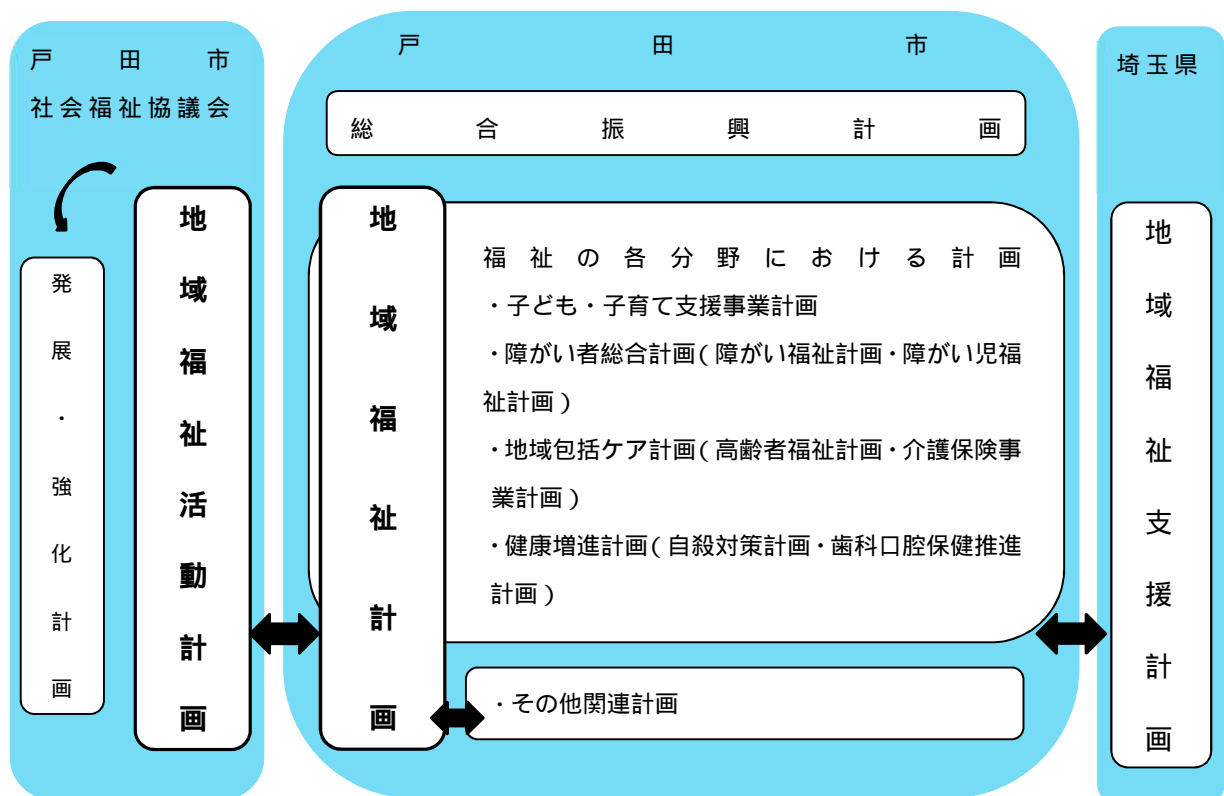 戸田市
社会福祉協議会
地域福祉活動計画
発展・強化計画
戸田市
総合振興計画
地域福祉計画
福祉の各分野における計画
・子ども・子育て支援事業計画
・障がい者総合計画(障がい福祉計画・障がい児福
祉計画)
・地域包括ケア計画(高齢者福祉計画・介護保険事
業計画)
・健康増進計画(自殺対策計画・歯科口腔保健推進
計画)
・その他関連計画
埼玉県
地域福祉支援計画